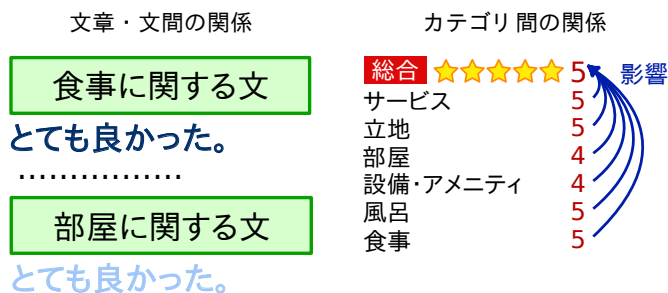 文章・文間の関係
食事に関する文
とても良かった。
................
部屋に関する文
とても良かった。
カテゴリ間の関係
総合 5 影響
サービス 5
立地 5
部屋 4
設備･アメニティ 4
風呂 5
食事 5